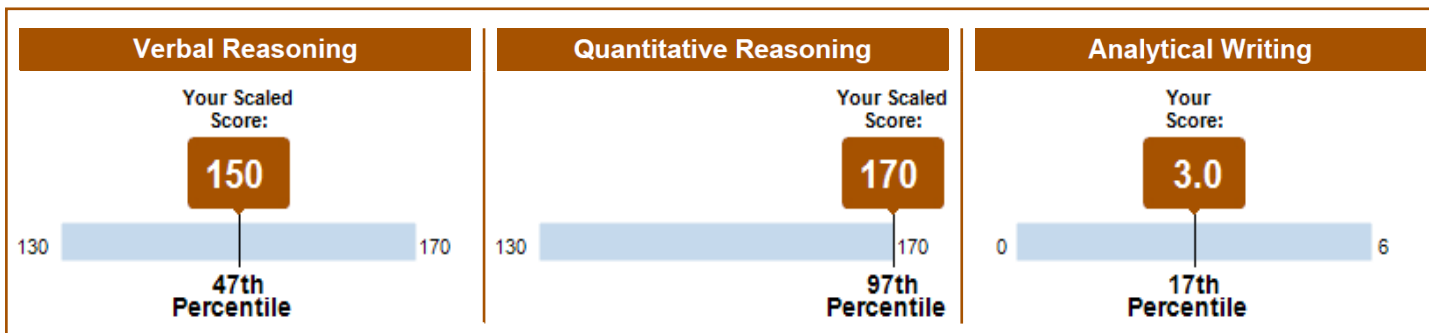 Verbal Reasoning
Your Scaled
Score:
150
130
170
47th
Percentile
Quantitative Reasoning
Your Scaled
Score:
170
130
170
97th
Percentile
Analytical Writing
Your
Score:
3.0
0
6
17th
Percentile